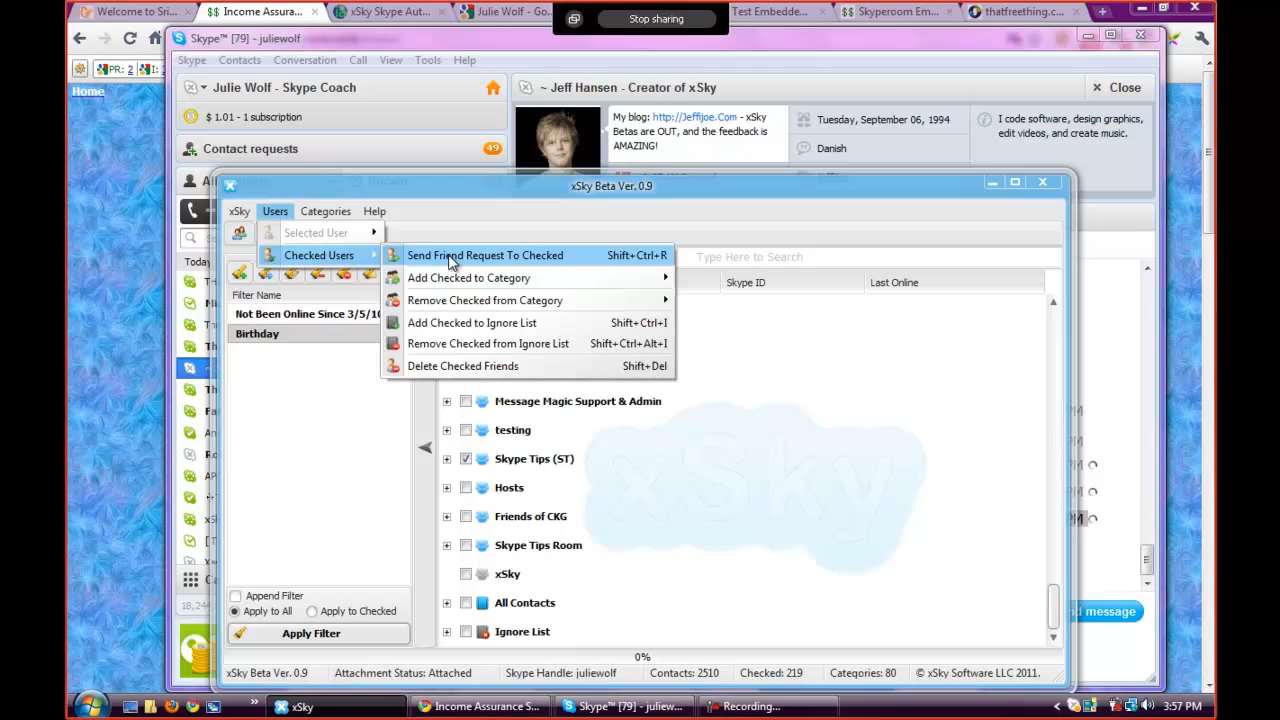 Welcome to Sri...
$$ Income Assura...
xSky Skype Aut...
Julie Wolf - Go...
Stop sharing
Test Embedde...
$$ Skyperoom Em...
thatfreething.c...
PR: 2
I:
Home
Skype™ [79] - juliewolf
Skype Contacts Conversation Call View Tools Help
Julie Wolf - Skype Coach
~ Jeff Hansen - Creator of xSky
Close
$ 1.01 - 1 subscription
Contact requests
49
My blog: http://Jeffijoe.Com - xSky
Betas are OUT, and the feedback is
AMAZING!
Tuesday, September 06, 1994
Danish
I code software, design graphics,
edit videos, and create music.
xSky Beta Ver. 0.9
xSky Users Categories Help
Selected User
Checked Users
Send Friend Request To Checked Shift+Ctrl+R
Add Checked to Category
Remove Checked from Category
Add Checked to Ignore List Shift+Ctrl+I
Remove Checked from Ignore List Shift+Ctrl+Alt+I
Delete Checked Friends Shift+Del
Type Here to Search
Skype ID
Last Online
Today
Filter Name
Not Been Online Since 3/5/10
Birthday
Message Magic Support & Admin
testing
Skype Tips (ST)
Hosts
Friends of CKG
Skype Tips Room
xSky
All Contacts
Ignore List
xSky
Append Filter
Apply to All
Apply to Checked
Apply Filter
18,244
message
0%
xSky Beta Ver. 0.9
Attachment Status: Attached
Skype Handle: juliewolf
Contacts: 2510
Checked: 219
Categories: 80
© xSky Software LLC 2011.
xSky
Income Assurance S...
Skype™ [79] - juliew...
Recording...
3:57 PM